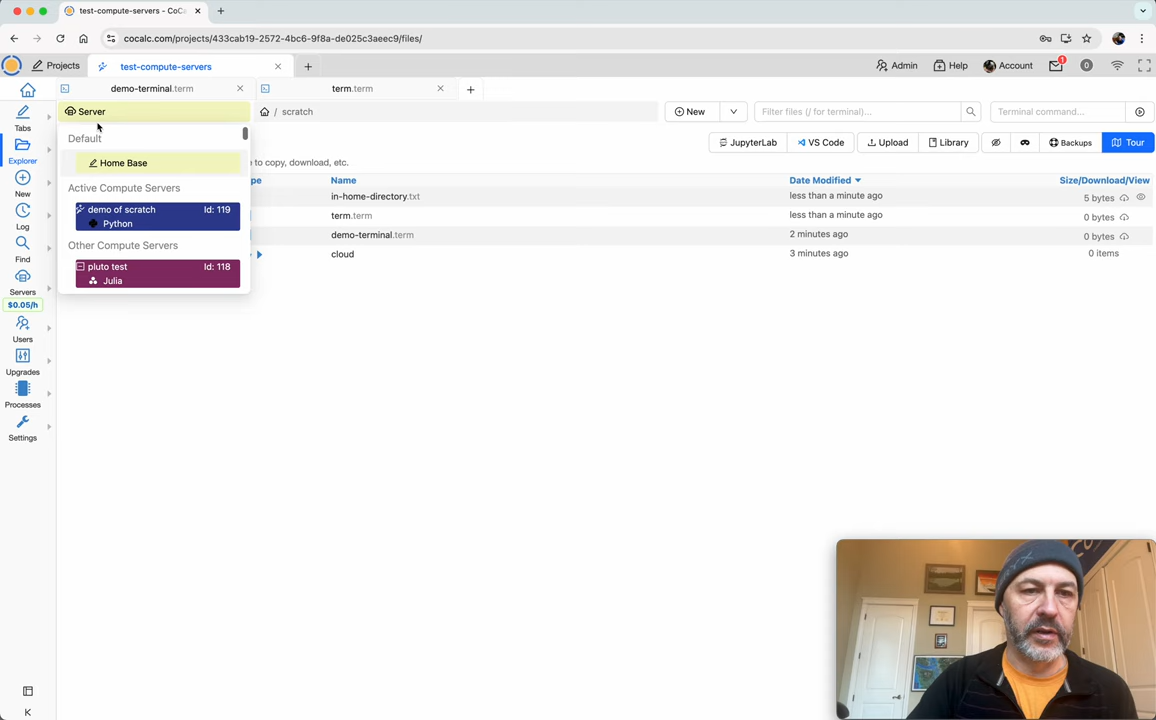 test-compute-servers - CoCa
cocalc.com/projects/433cab19-2572-4bc6-9f8a-de025c3aeec9/files/
Projects
test-compute-servers
Admin
Help
Account
1
0
demo-terminal.term
term.term
Server
/ scratch
New
Filter files (/ for terminal)...
Terminal command...
Tabs
Default
JupyterLab
VS Code
Upload
Library
Backups
Tour
Explorer
Home Base
e to copy, download, etc.
pe
Name
Date Modified
Size/Download/View
New
Active Compute Servers
in-home-directory.txt
less than a minute ago
5 bytes
demo of scratch
Id: 119
Python
term.term
less than a minute ago
0 bytes
Log
demo-terminal.term
2 minutes ago
0 bytes
Other Compute Servers
Find
cloud
3 minutes ago
0 items
pluto test
Id: 118
Julia
Servers
$0.05/h
Users
Upgrades
Processes
Settings